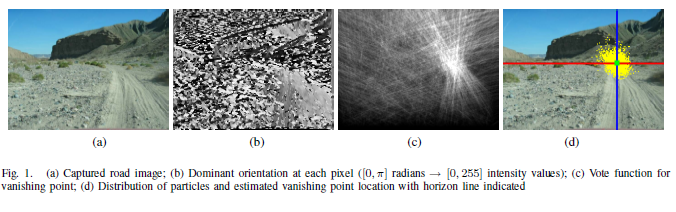 (a) (b) (c) (d)
Fig. 1. (a) Captured road image; (b) Dominant orientation at each pixel ([0, π] radians → [0, 255] intensity values); (c) Vote function for
vanishing point; (d) Distribution of particles and estimated vanishing point location with horizon line indicated